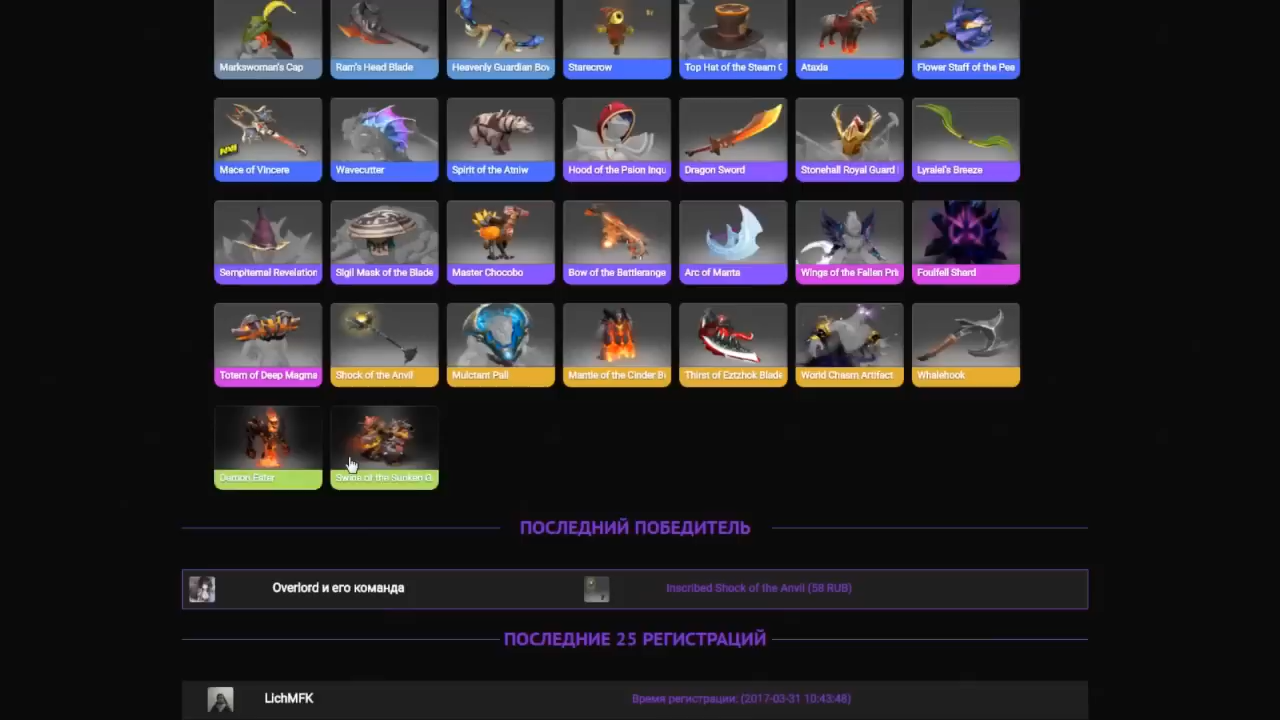 Markswoman's Cap
Ram's Head Blade
Heavenly Guardian Bow
Starecrow
Top Hat of the Steam C
Ataxia
Flower Staff of the Pee
Mace of Vincere
Wavecutter
Spirit of the Atniw
Hood of the Psion Inqu
Dragon Sword
Stonehall Royal Guard
Lyralei's Breeze
Sempiternal Revelation
Sigil Mask of the Blade
Master Chocobo
Bow of the Battlerange
Arc of Manta
Wings of the Fallen Pri
Foulfell Shard
Totem of Deep Magma
Shock of the Anvil
Mulctant Pall
Mantle of the Cinder B
Thirst of Eztzhok Blade
World Chasm Artifact
Whalehook
Demon Eater
Swine of the Sunken G
ПОСЛЕДНИЙ ПОБЕДИТЕЛЬ
Overlord и его команда
Inscribed Shock of the Anvil (58 RUB)
ПОСЛЕДНИЕ 25 РЕГИСТРАЦИЙ
LichMFK
Время регистрации: (2017-03-31 10:43:48)